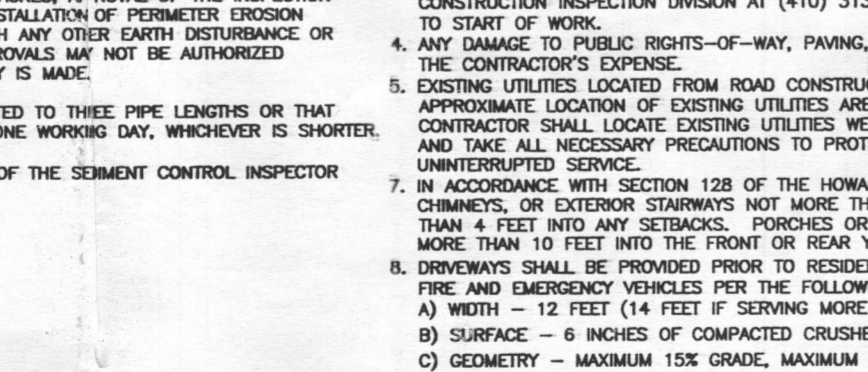 STALLATION OF PERIMETER EROSION
H ANY OTHER EARTH DISTURBANCE OR
ROVALS MAY NOT BE AUTHORIZED
Y IS MADE.
TED TO THREE PIPE LENGTHS OR THAT
ONE WORKING DAY, WHICHEVER IS SHORTER.
OF THE SEDIMENT CONTROL INSPECTOR
CONSTRUCTION INSPECTION DIVISION AT (410) 313
TO START OF WORK.
4. ANY DAMAGE TO PUBLIC RIGHTS-OF-WAY, PAVING,
THE CONTRACTOR'S EXPENSE.
5. EXISTING UTILITIES LOCATED FROM ROAD CONSTRUC
APPROXIMATE LOCATION OF EXISTING UTILITIES ARE
CONTRACTOR SHALL LOCATE EXISTING UTILITIES WE
AND TAKE ALL NECESSARY PRECAUTIONS TO PROT
UNINTERRUPTED SERVICE.
7. IN ACCORDANCE WITH SECTION 128 OF THE HOWA
CHIMNEYS, OR EXTERIOR STAIRWAYS NOT MORE TH
THAN 4 FEET INTO ANY SETBACKS. PORCHES OR
MORE THAN 10 FEET INTO THE FRONT OR REAR Y
8. DRIVEWAYS SHALL BE PROVIDED PRIOR TO RESIDE
FIRE AND EMERGENCY VEHICLES PER THE FOLLOW
A) WIDTH - 12 FEET (14 FEET IF SERVING MORE
B) SURFACE - 6 INCHES OF COMPACTED CRUSHE
C) GEOMETRY - MAXIMUM 15% GRADE, MAXIMUM